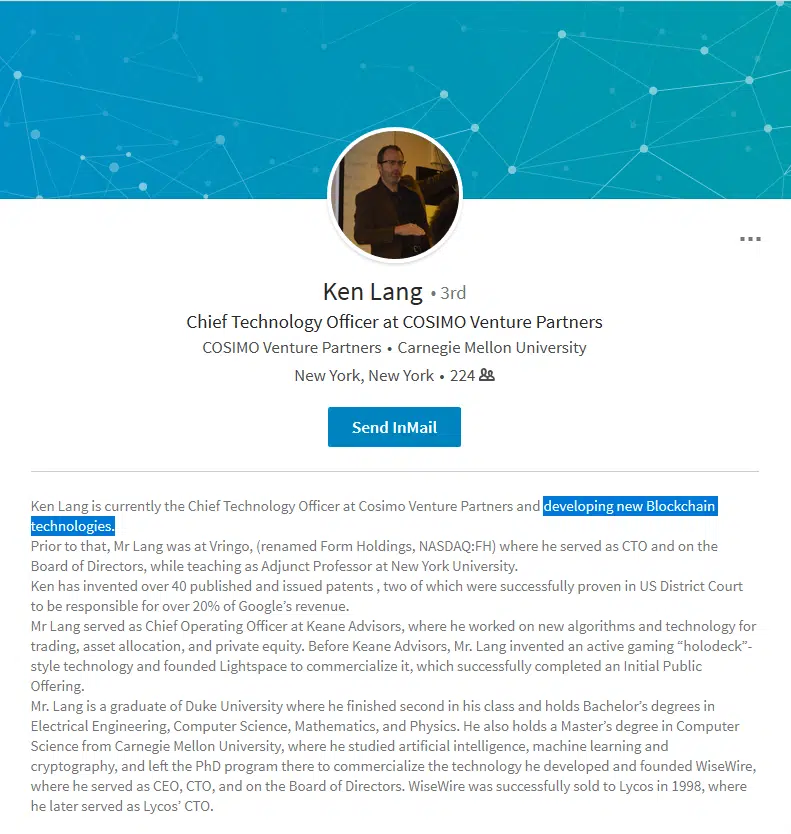 Ken Lang • 3rd
Chief Technology Officer at COSIMO Venture Partners
COSIMO Venture Partners • Carnegie Mellon University
New York, New York • 224
Send InMail
Ken Lang is currently the Chief Technology Officer at Cosimo Venture Partners and developing new Blockchain
technologies.
Prior to that, Mr Lang was at Vringo, (renamed Form Holdings, NASDAQ:FH) where he served as CTO and on the
Board of Directors, while teaching as Adjunct Professor at New York University.
Ken has invented over 40 published and issued patents , two of which were successfully proven in US District Court
to be responsible for over 20% of Google’s revenue.
Mr Lang served as Chief Operating Officer at Keane Advisors, where he worked on new algorithms and technology for
trading, asset allocation, and private equity. Before Keane Advisors, Mr. Lang invented an active gaming “holodeck”-
style technology and founded Lightspace to commercialize it, which successfully completed an Initial Public
Offering.
Mr. Lang is a graduate of Duke University where he finished second in his class and holds Bachelor’s degrees in
Electrical Engineering, Computer Science, Mathematics, and Physics. He also holds a Master’s degree in Computer
Science from Carnegie Mellon University, where he studied artificial intelligence, machine learning and
cryptography, and left the PhD program there to commercialize the technology he developed and founded WiseWire,
where he served as CEO, CTO, and on the Board of Directors. WiseWire was successfully sold to Lycos in 1998, where
he later served as Lycos’ CTO.